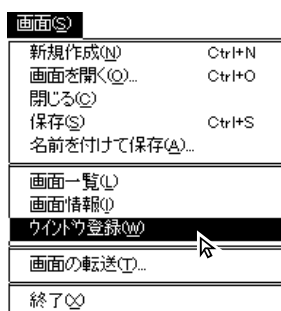 画面(S)
新規作成(N) Ctrl+N
画面を開く(O)... Ctrl+O
閉じる(C)
保存(S) Ctrl+S
名前を付けて保存(A)...
画面一覧(L)
画面情報(I)
ウインドウ登録(W)
画面の転送(T)...
終了(X)